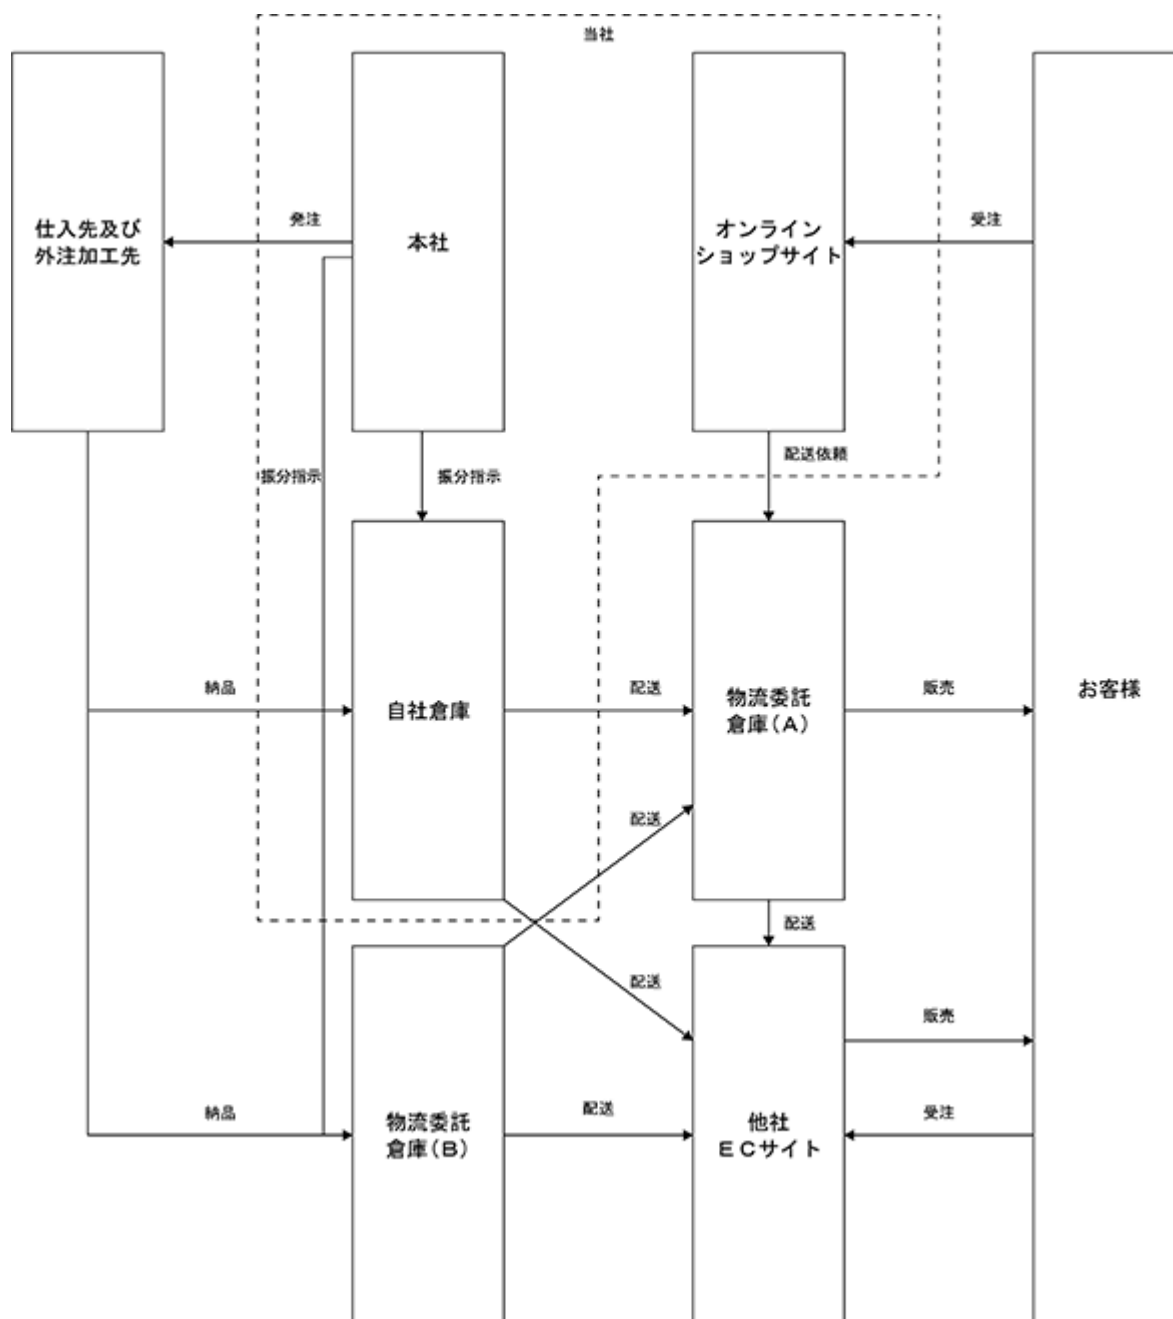 当社
仕入先及び
外注加工先
発注
本社
オンライン
ショップサイト
受注
振分指示
振分指示
配送依頼
納品
自社倉庫
配送
物流委託
倉庫(A)
販売
お客様
配送
配送
配送
販売
納品
物流委託
倉庫(B)
配送
他社
ECサイト
受注